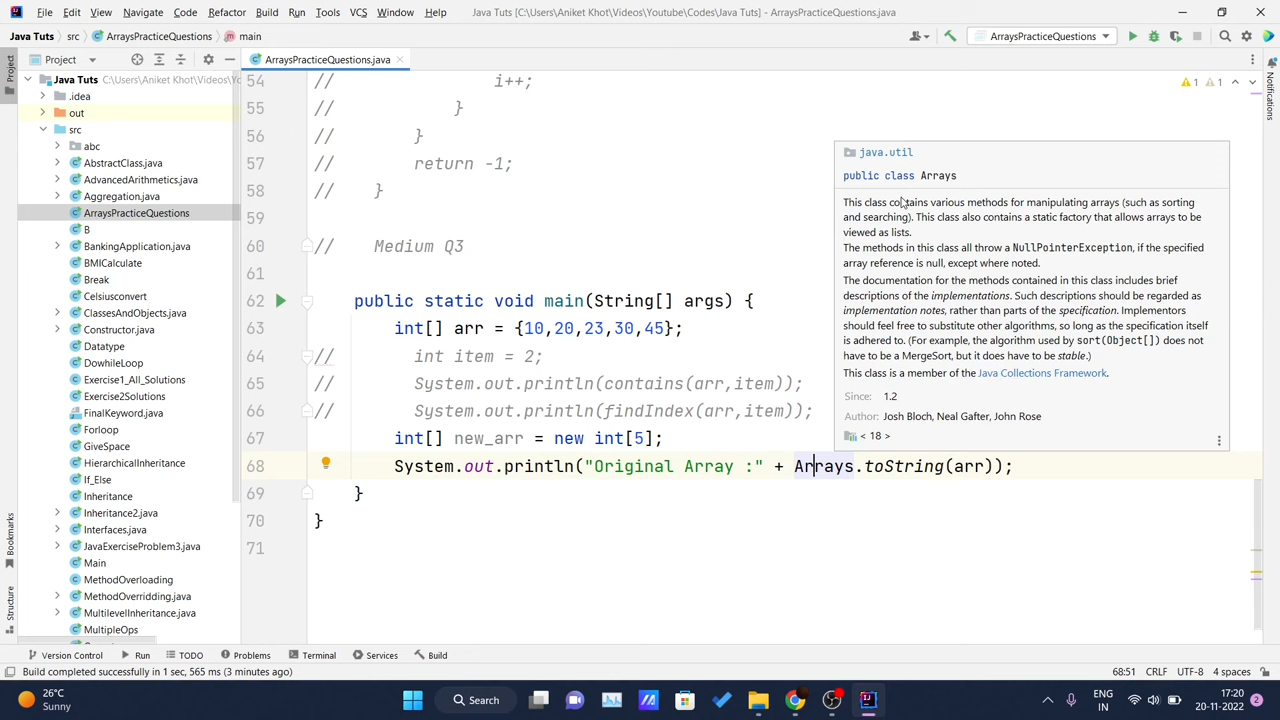 File Edit View Navigate Code Refactor Build Run Tools VCS Window Help Java Tuts [C:\Users\Aniket Khot\Videos\Youtube\Codes\Java Tuts] - ArraysPracticeQuestions.java
Java Tuts src ArraysPracticeQuestions main ArraysPracticeQuestions
Project
Project
ArraysPracticeQuestions.java
Notifications
Java Tuts C:\Users\Aniket Khot\Videos\Yo
.idea
out
src
abc
AbstractClass.java
AdvancedArithmetics.java
Aggregation.java
ArraysPracticeQuestions
B
BankingApplication.java
BMICalculate
Break
Celsiusconvert
ClassesAndObjects.java
Constructor.java
Datatype
DowhileLoop
Exercise1_All_Solutions
Exercise2Solutions
FinalKeyword.java
Forloop
GiveSpace
HierarchicalInheritance
If_Else
Inheritance
Inheritance2.java
Interfaces.java
JavaExerciseProblem3.java
Main
MethodOverloading
MethodOverridding.java
MultilevelInheritance.java
MultipleOps
Bookmarks
Structure
1 1
54 // i++;
55 // }
56 // }
57 // return -1;
58 // }
59
60 // Medium Q3
61
62 public static void main(String[] args) {
63 int[] arr = {10,20,23,30,45};
64 // int item = 2;
65 // System.out.println(contains(arr,item));
66 // System.out.println(findIndex(arr,item));
67 int[] new_arr = new int[5];
68 System.out.println("Original Array :" + Arrays.toString(arr));
69 }
70 }
71
java.util
public class Arrays
This class contains various methods for manipulating arrays (such as sorting
and searching). This class also contains a static factory that allows arrays to be
viewed as lists.
The methods in this class all throw a NullPointerException, if the specified
array reference is null, except where noted.
The documentation for the methods contained in this class includes brief
descriptions of the implementations. Such descriptions should be regarded as
implementation notes, rather than parts of the specification. Implementors
should feel free to substitute other algorithms, so long as the specification itself
is adhered to. (For example, the algorithm used by sort(Object[]) does not
have to be a MergeSort, but it does have to be stable.)
This class is a member of the Java Collections Framework.
Since: 1.2
Author: Josh Bloch, Neal Gafter, John Rose
< 18 >
Version Control Run TODO Problems Terminal Services Build
Build completed successfully in 1 sec, 565 ms (3 minutes ago) 68:51 CRLF UTF-8 4 spaces
26°C
Sunny
Search
ENG
IN
17:20
20-11-2022
2